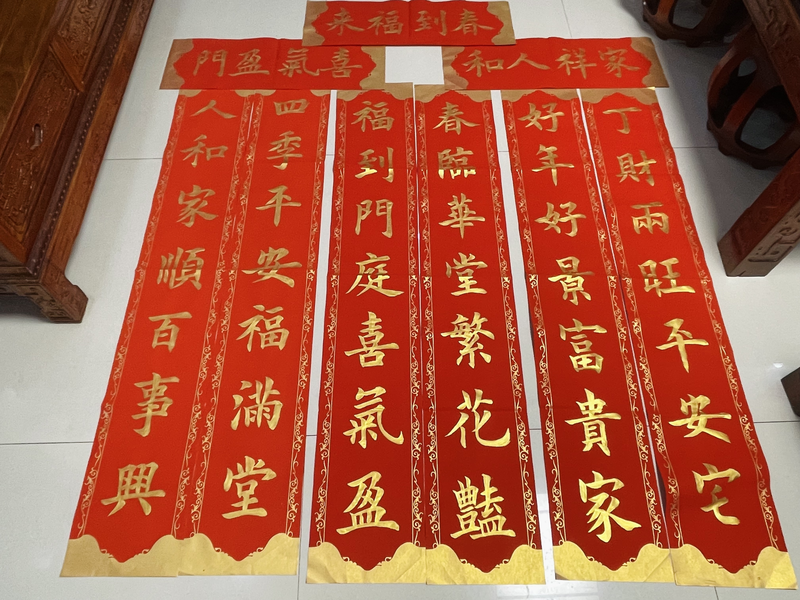 春到福来
家祥人和
喜氣盈門
丁財兩旺平安宅
好年好景富貴家
春臨華堂繁花豔
福到門庭喜氣盈
四季平安福滿堂
人和家順百事興